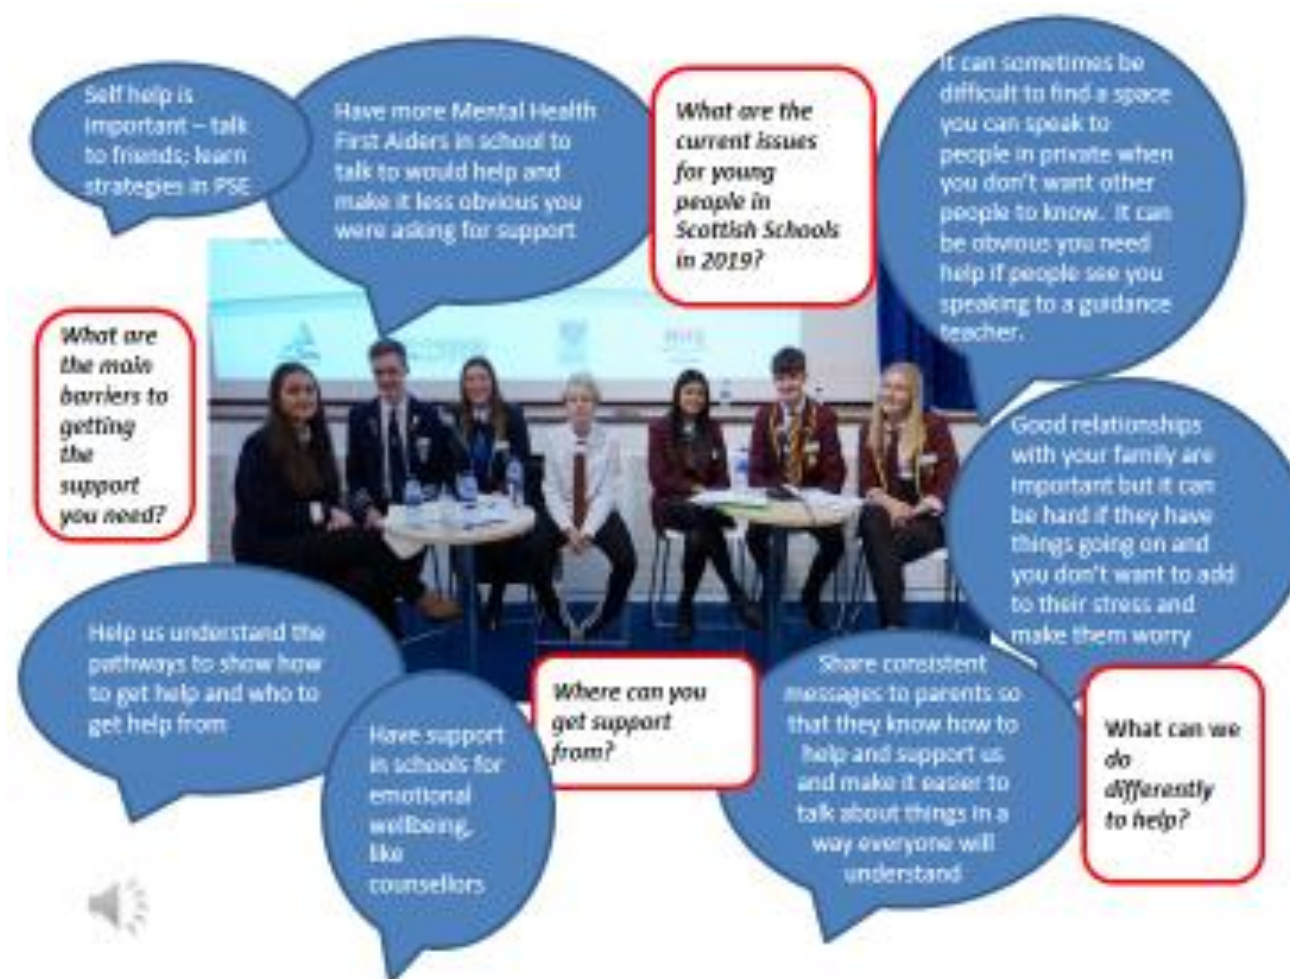 Self help is
important – talk
to friends; learn
strategies in PSE
Have more Mental Health
First Aiders in school to
talk to would help and
make it less obvious you
were asking for support
What are the
current issues
for young
people in
Scottish Schools
in 2019?
It can sometimes be
difficult to find a space
you can speak to
people in private when
you don't want other
people to know. It can
be obvious you need
help if people see you
speaking to a guidance
teacher.
What are
the main
barriers to
getting
the
support
you need?
Good relationships
with your family are
important but it can
be hard if they have
things going on and
you don't want to add
to their stress and
make them worry
Help us understand the
pathways to show how
to get help and who to
get help from
Have support
in schools for
emotional
wellbeing,
like
counsellors
Where can you
get support
from?
Share consistent
messages to parents so
that they know how to
help and support us
and make it easier to
talk about things in a
way everyone will
understand
What can we
do
differently
to help?